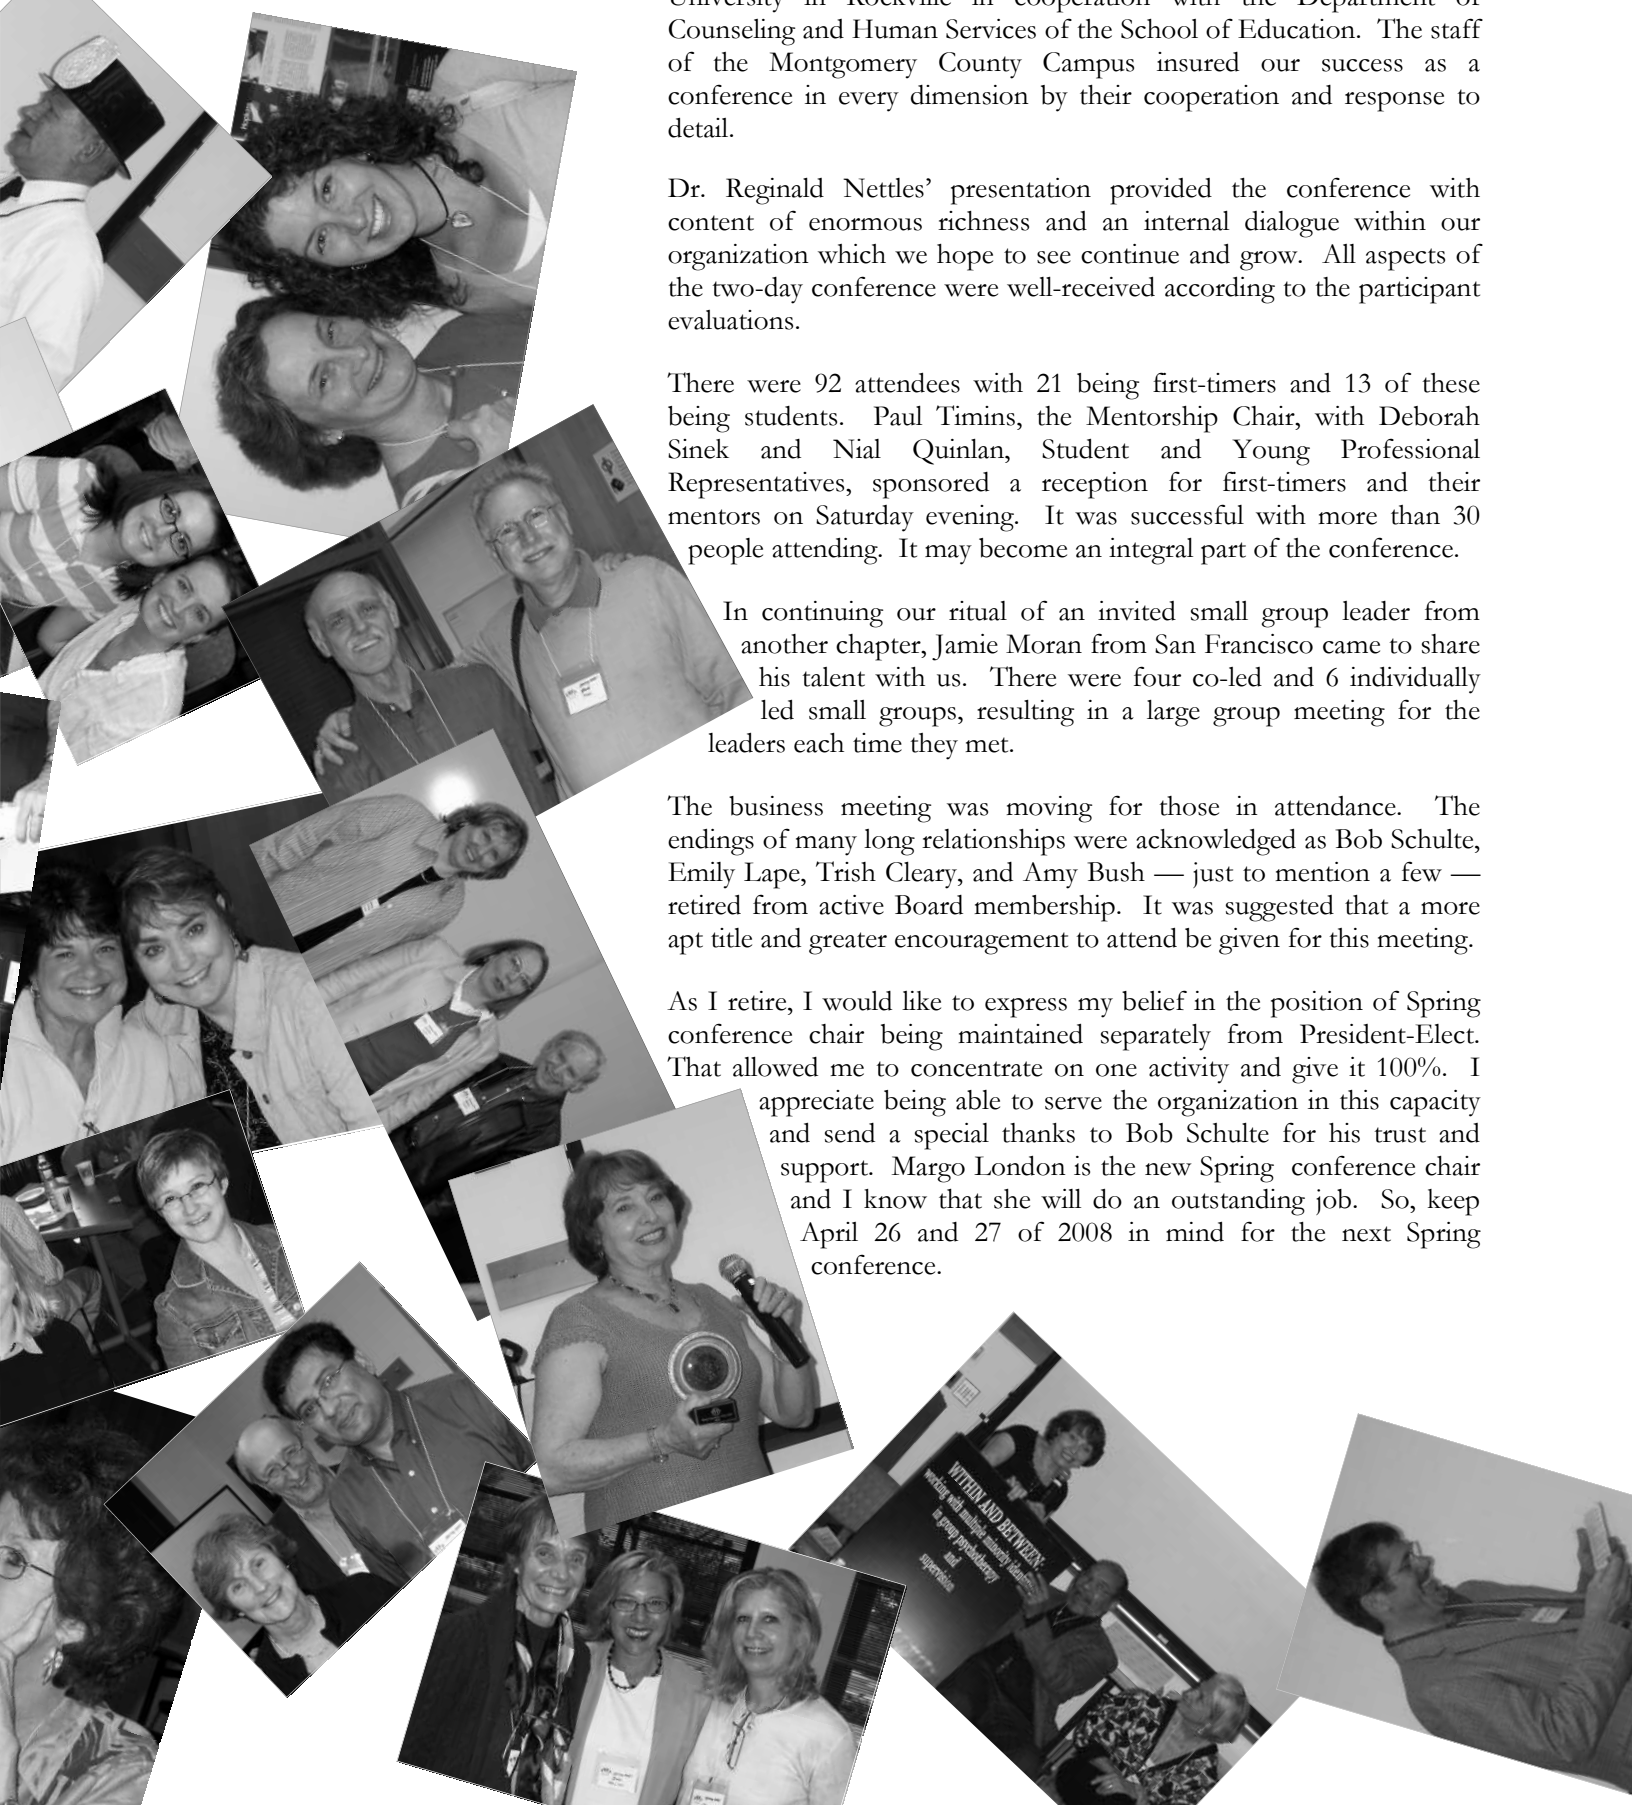 University in Rockville in cooperation with the Department of
Counseling and Human Services of the School of Education. The staff
of the Montgomery County Campus insured our success as a
conference in every dimension by their cooperation and response to
detail.
Dr. Reginald Nettles’ presentation provided the conference with
content of enormous richness and an internal dialogue within our
organization which we hope to see continue and grow. All aspects of
the two-day conference were well-received according to the participant
evaluations.
There were 92 attendees with 21 being first-timers and 13 of these
being students. Paul Timins, the Mentorship Chair, with Deborah
Sinek and Nial Quinlan, Student and Young Professional
Representatives, sponsored a reception for first-timers and their
mentors on Saturday evening. It was successful with more than 30
people attending. It may become an integral part of the conference.
In continuing our ritual of an invited small group leader from
another chapter, Jamie Moran from San Francisco came to share
his talent with us. There were four co-led and 6 individually
led small groups, resulting in a large group meeting for the
leaders each time they met.
The business meeting was moving for those in attendance. The
endings of many long relationships were acknowledged as Bob Schulte,
Emily Lape, Trish Cleary, and Amy Bush — just to mention a few —
retired from active Board membership. It was suggested that a more
apt title and greater encouragement to attend be given for this meeting.
As I retire, I would like to express my belief in the position of Spring
conference chair being maintained separately from President-Elect.
That allowed me to concentrate on one activity and give it 100%. I
appreciate being able to serve the organization in this capacity
and send a special thanks to Bob Schulte for his trust and
support. Margo London is the new Spring conference chair
and I know that she will do an outstanding job. So, keep
April 26 and 27 of 2008 in mind for the next Spring
conference.
WITHIN AND BETWEEN:
working with multiple minority
in group psychotherapy
and
supervision